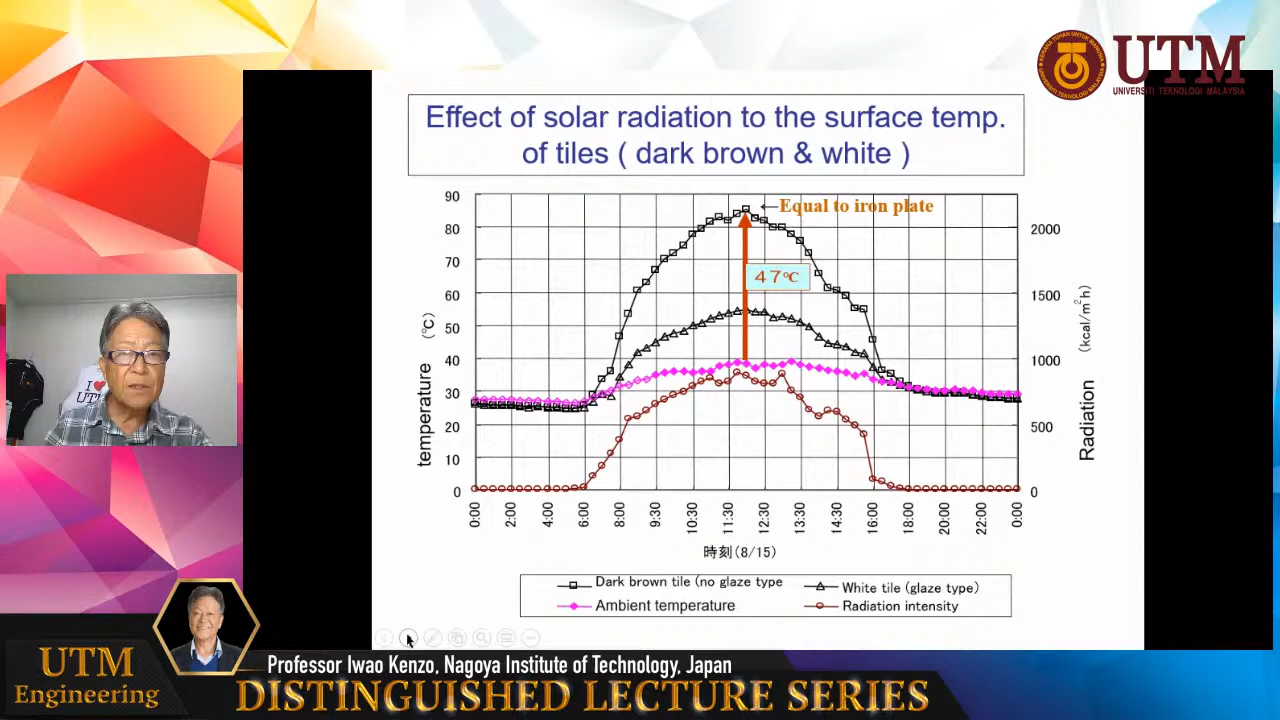 UTM
UNIVERSITI TEKNOLOGI MALAYSIA
Effect of solar radiation to the surface temp.
of tiles ( dark brown & white )
90
80
70
60
50
40
30
20
10
0
temperature (℃)
←Equal to iron plate
47℃
2000
1500
1000
500
0
Radiation (kcal/m²h)
0:00 2:00 4:00 6:00 8:00 9:30 10:30 11:30 12:30 13:30 14:30 16:00 18:00 20:00 22:00 0:00
時刻(8/15)
Dark brown tile (no glaze type
White tile (glaze type)
Ambient temperature
Radiation intensity
I ♥
UTM
Engineering
Professor Iwao Kenzo, Nagoya Institute of Technology, Japan
DISTINGUISHED LECTURE SERIES